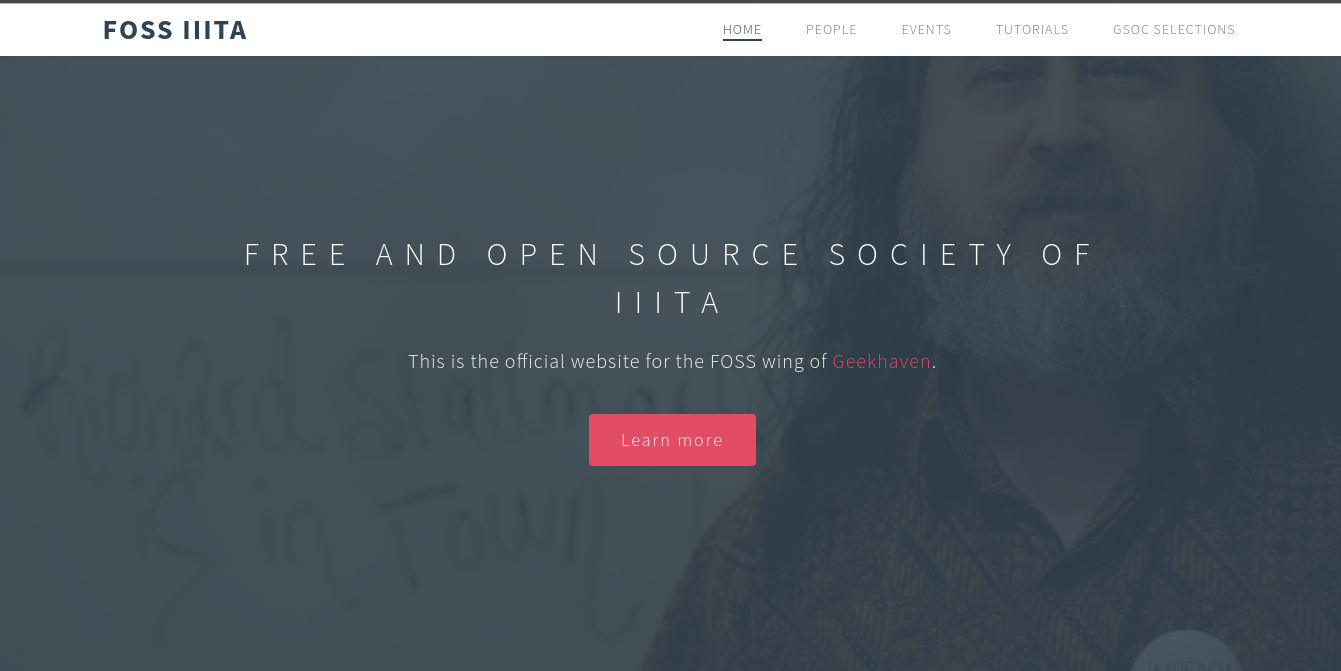 FOSS IIITA
HOME PEOPLE EVENTS TUTORIALS GSOC SELECTIONS
FREE AND OPEN SOURCE SOCIETY OF
IIITA
This is the official website for the FOSS wing of Geekhaven.
Learn more
Richard Stallman
is in Town!